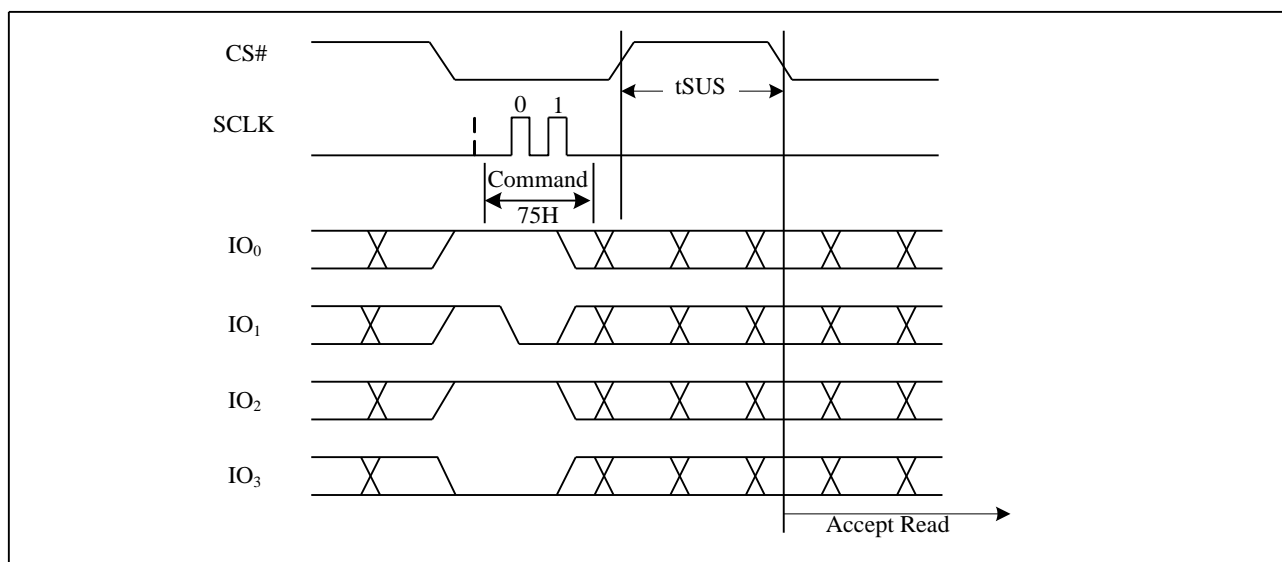 CS#
tSUS
0 1
SCLK
Command
75H
IO₀
IO₁
IO₂
IO₃
Accept Read